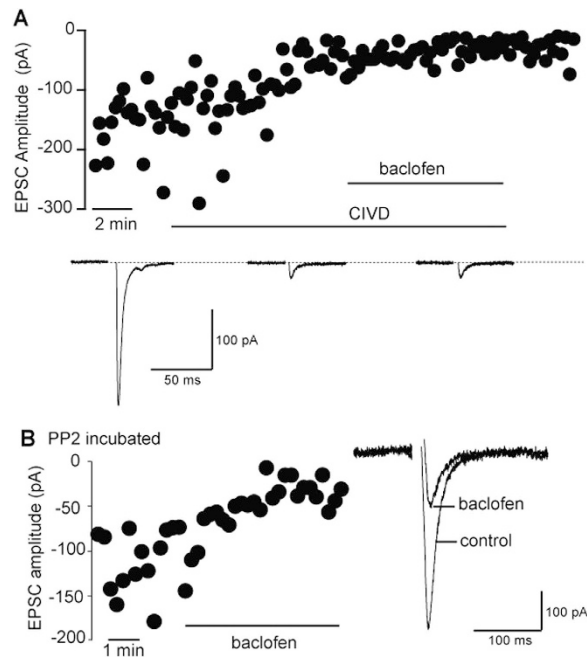 A
EPSC Amplitude (pA)
0
-100
-200
-300
2 min
baclofen
CIVD
100 pA
50 ms
B PP2 incubated
EPSC amplitude (pA)
0
-50
-100
-150
-200
1 min
baclofen
baclofen
control
100 pA
100 ms